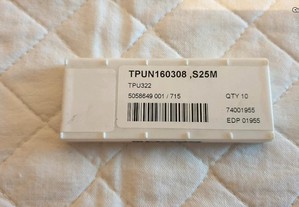 TPUN160308 ,S25M
TPU322
5058649 001 / 715 QTY 10
74001955
EDP 01955